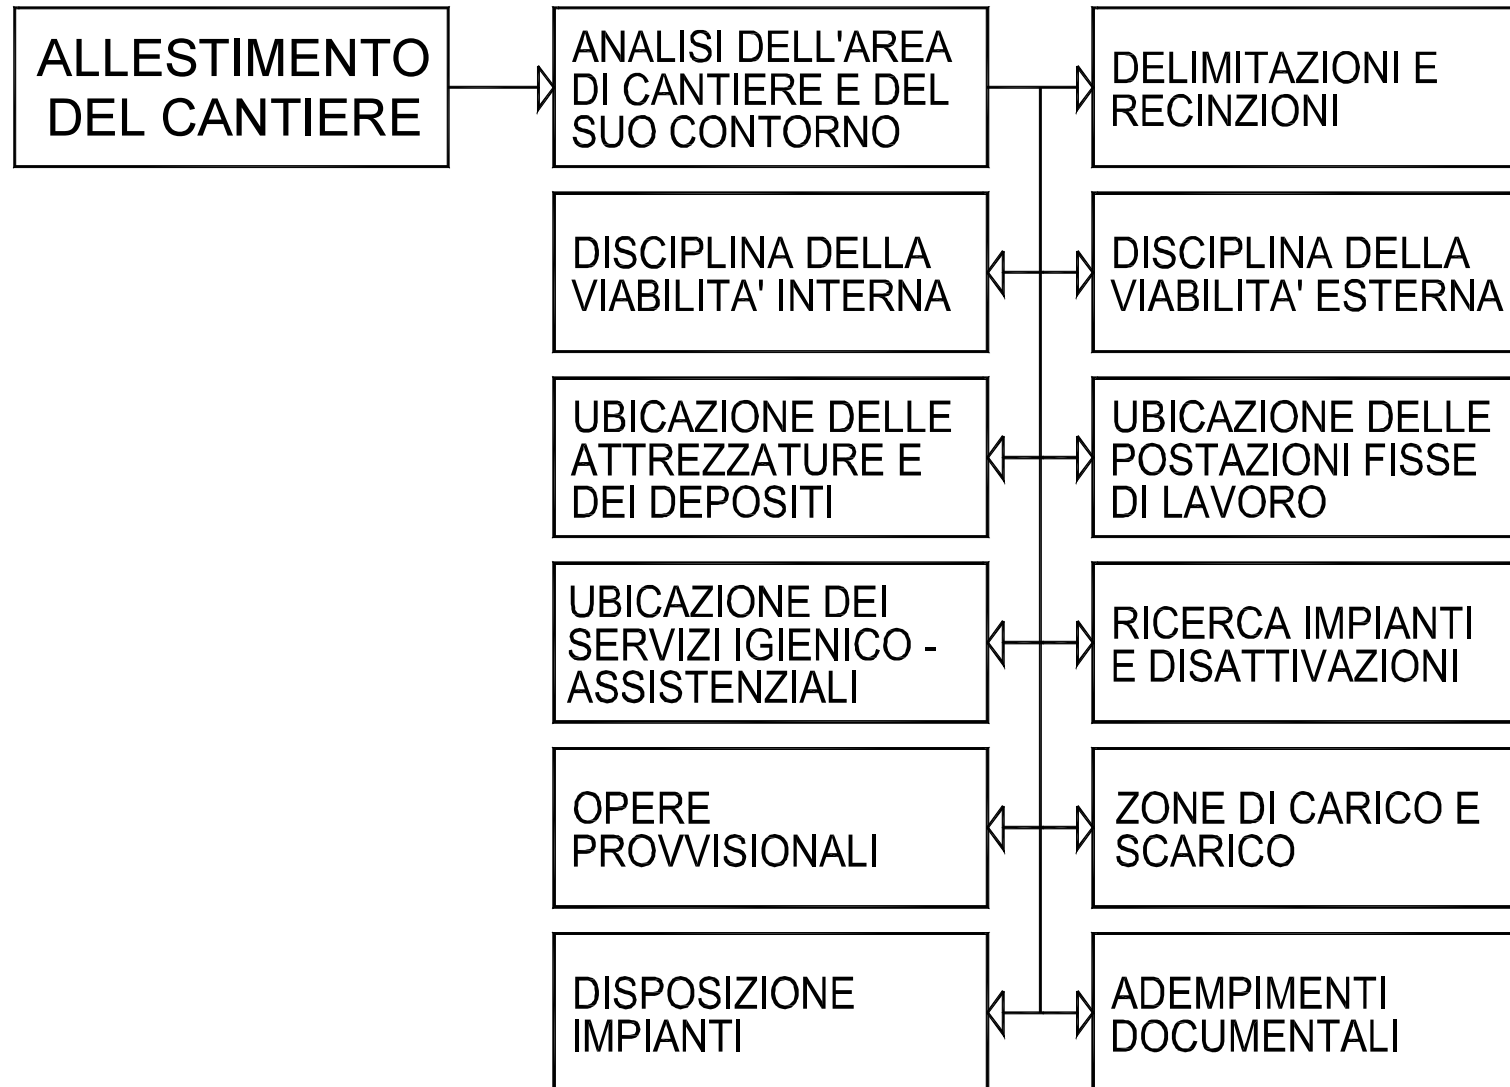 ALLESTIMENTO
DEL CANTIERE
ANALISI DELL'AREA
DI CANTIERE E DEL
SUO CONTORNO
DELIMITAZIONI E
RECINZIONI
DISCIPLINA DELLA
VIABILITA' INTERNA
DISCIPLINA DELLA
VIABILITA' ESTERNA
UBICAZIONE DELLE
ATTREZZATURE E
DEI DEPOSITI
UBICAZIONE DELLE
POSTAZIONI FISSE
DI LAVORO
UBICAZIONE DEI
SERVIZI IGIENICO -
ASSISTENZIALI
RICERCA IMPIANTI
E DISATTIVAZIONI
OPERE
PROVVISIONALI
ZONE DI CARICO E
SCARICO
DISPOSIZIONE
IMPIANTI
ADEMPIMENTI
DOCUMENTALI